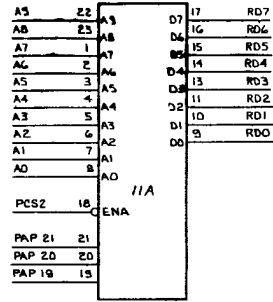 A9 22 A9 D7 17 RD7
A8 23 A8 D6 16 RD6
A7 1 A7 D5 15 RD5
A6 2 A6 D4 14 RD4
A5 3 A5 D3 13 RD3
A4 4 A4 D2 11 RD2
A3 5 A3 D1 10 RD1
A2 6 A2 D0 9 RD0
A1 7 A1
A0 8 A0
11A
PCS2 18 ENA
PAP 21 21
PAP 20 20
PAP 19 19